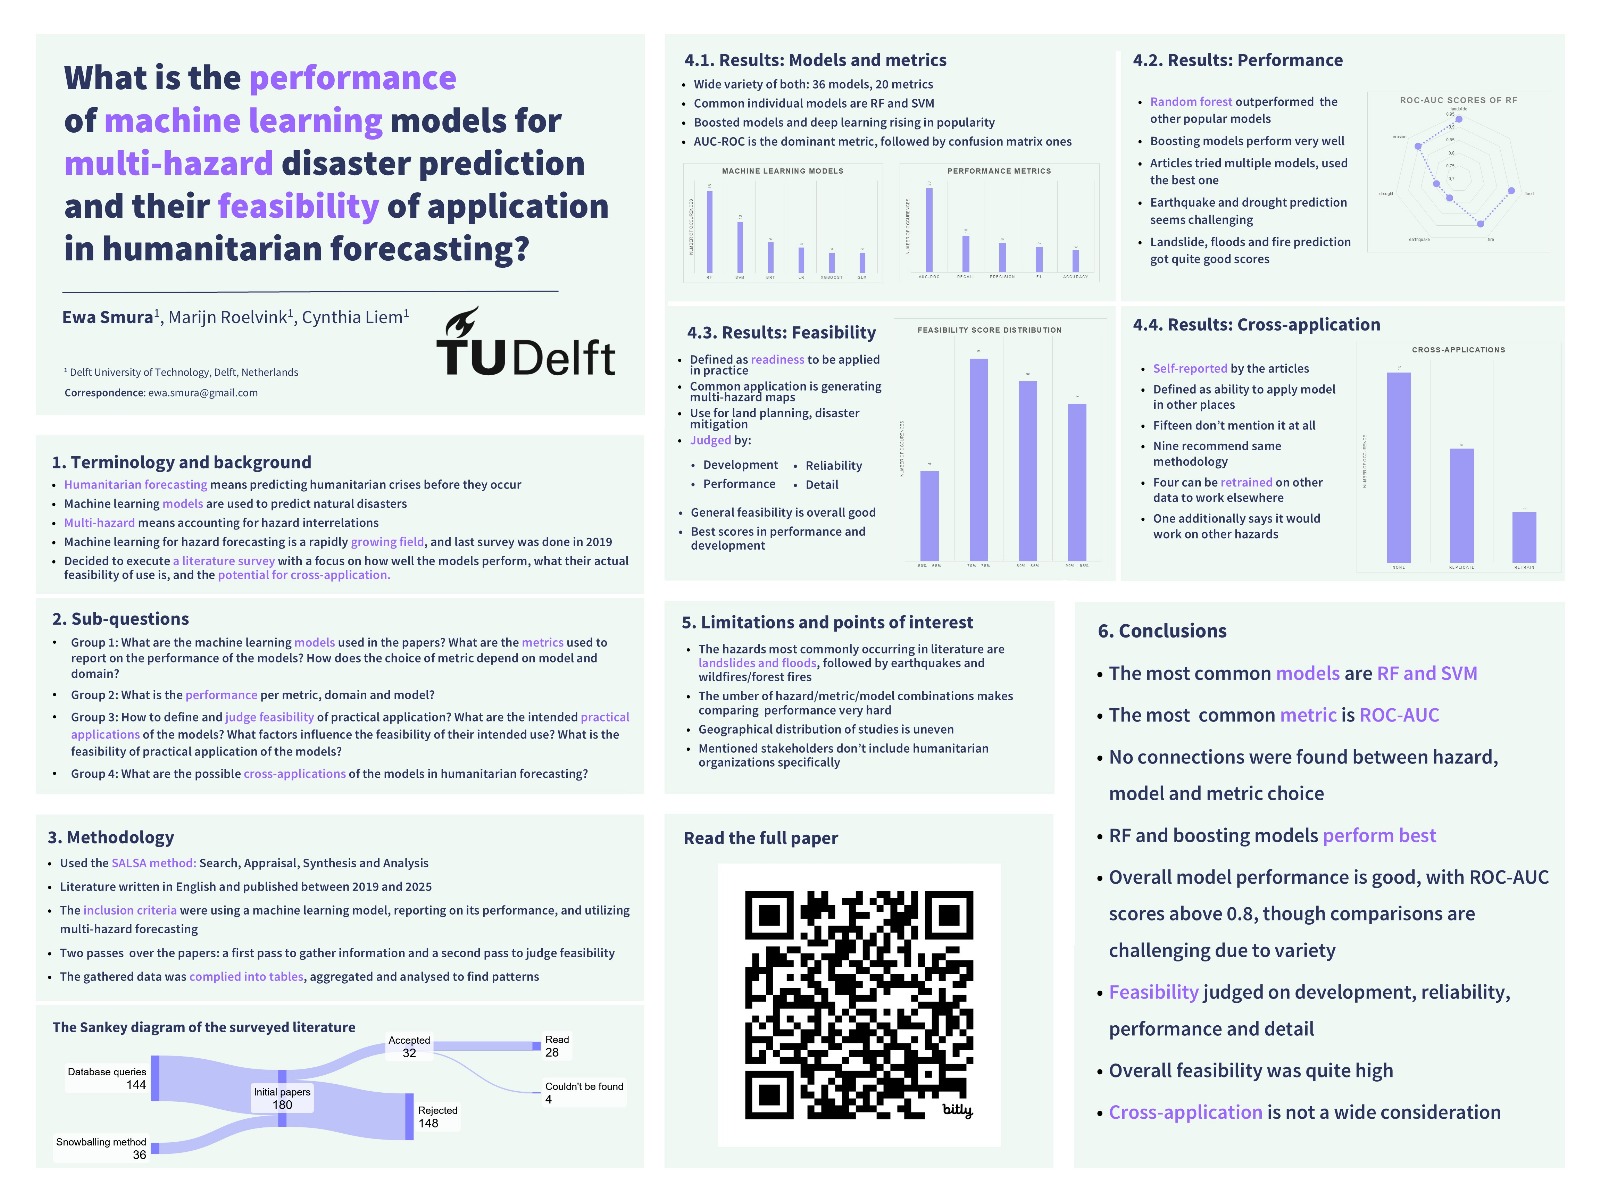 What is the performance
of machine learning models for
multi-hazard disaster prediction
and their feasibility of application
in humanitarian forecasting?
Ewa Smura1, Marijn Roelvink1, Cynthia Liem1
TU Delft
1 Delft University of Technology, Delft, Netherlands
Correspondence: ewa.smura@gmail.com
1. Terminology and background
• Humanitarian forecasting means predicting humanitarian crises before they occur
• Machine learning models are used to predict natural disasters
• Multi-hazard means accounting for hazard interrelations
• Machine learning for hazard forecasting is a rapidly growing field, and last survey was done in 2019
• Decided to execute a literature survey with a focus on how well the models perform, what their actual
feasibility of use is, and the potential for cross-application.
2. Sub-questions
• Group 1: What are the machine learning models used in the papers? What are the metrics used to
report on the performance of the models? How does the choice of metric depend on model and
domain?
• Group 2: What is the performance per metric, domain and model?
• Group 3: How to define and judge feasibility of practical application? What are the intended practical
applications of the models? What factors influence the feasibility of their intended use? What is the
feasibility of practical application of the models?
• Group 4: What are the possible cross-applications of the models in humanitarian forecasting?
3. Methodology
• Used the SALSA method: Search, Appraisal, Synthesis and Analysis
• Literature written in English and published between 2019 and 2025
• The inclusion criteria were using a machine learning model, reporting on its performance, and utilizing
multi-hazard forecasting
• Two passes over the papers: a first pass to gather information and a second pass to judge feasibility
• The gathered data was complied into tables, aggregated and analysed to find patterns
The Sankey diagram of the surveyed literature
Database queries
144
Snowballing method
36
Initial papers
180
Accepted
32
Rejected
148
Read
28
Couldn't be found
4
4.1. Results: Models and metrics
• Wide variety of both: 36 models, 20 metrics
• Common individual models are RF and SVM
• Boosted models and deep learning rising in popularity
• AUC-ROC is the dominant metric, followed by confusion matrix ones
MACHINE LEARNING MODELS
PERFORMANCE METRICS
AUC-ROC RECALL PRECISION F1 ACCURACY
4.2. Results: Performance
• Random forest outperformed the
other popular models
• Boosting models perform very well
• Articles tried multiple models, used
the best one
• Earthquake and drought prediction
seems challenging
• Landslide, floods and fire prediction
got quite good scores
ROC-AUC SCORES OF RF
landslide
flood
fire
earthquake
drought
4.3. Results: Feasibility
• Defined as readiness to be applied
in practice
• Common application is generating
multi-hazard maps
• Use for land planning, disaster
mitigation
• Judged by:
• Development
• Performance
• Reliability
• Detail
• General feasibility is overall good
• Best scores in performance and
development
FEASIBILITY SCORE DISTRIBUTION
4.4. Results: Cross-application
• Self-reported by the articles
• Defined as ability to apply model
in other places
• Fifteen don't mention it at all
• Nine recommend same
methodology
• Four can be retrained on other
data to work elsewhere
• One additionally says it would
work on other hazards
CROSS-APPLICATIONS
NONE REPLICATE RETRAIN
5. Limitations and points of interest
• The hazards most commonly occurring in literature are
landslides and floods, followed by earthquakes and
wildfires/forest fires
• The umber of hazard/metric/model combinations makes
comparing performance very hard
• Geographical distribution of studies is uneven
• Mentioned stakeholders don't include humanitarian
organizations specifically
Read the full paper
bitly
6. Conclusions
• The most common models are RF and SVM
• The most common metric is ROC-AUC
• No connections were found between hazard,
model and metric choice
• RF and boosting models perform best
• Overall model performance is good, with ROC-AUC
scores above 0.8, though comparisons are
challenging due to variety
• Feasibility judged on development, reliability,
performance and detail
• Overall feasibility was quite high
• Cross-application is not a wide consideration